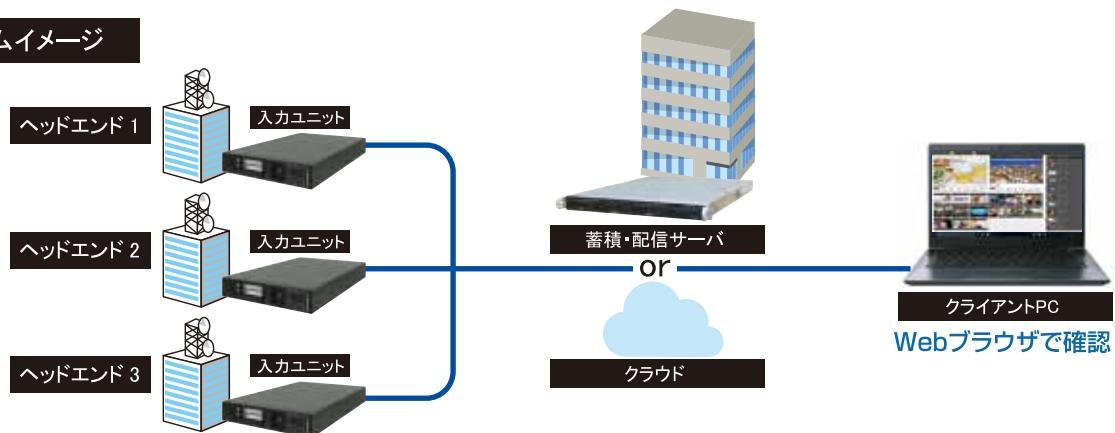 ムイメージ
ヘッドエンド 1
入力ユニット
ヘッドエンド 2
入力ユニット
ヘッドエンド 3
入力ユニット
蓄積・配信サーバ
or
クラウド
クライアントPC
Webブラウザで確認